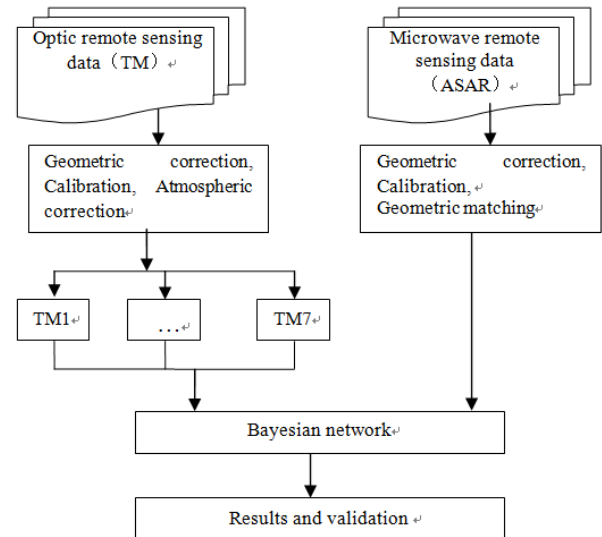 Optic remote sensing
data（TM）
Microwave remote
sensing data
（ASAR）
Geometric correction,
Calibration, Atmospheric
correction
Geometric correction,
Calibration,
Geometric matching
TM1
...
TM7
Bayesian network
Results and validation